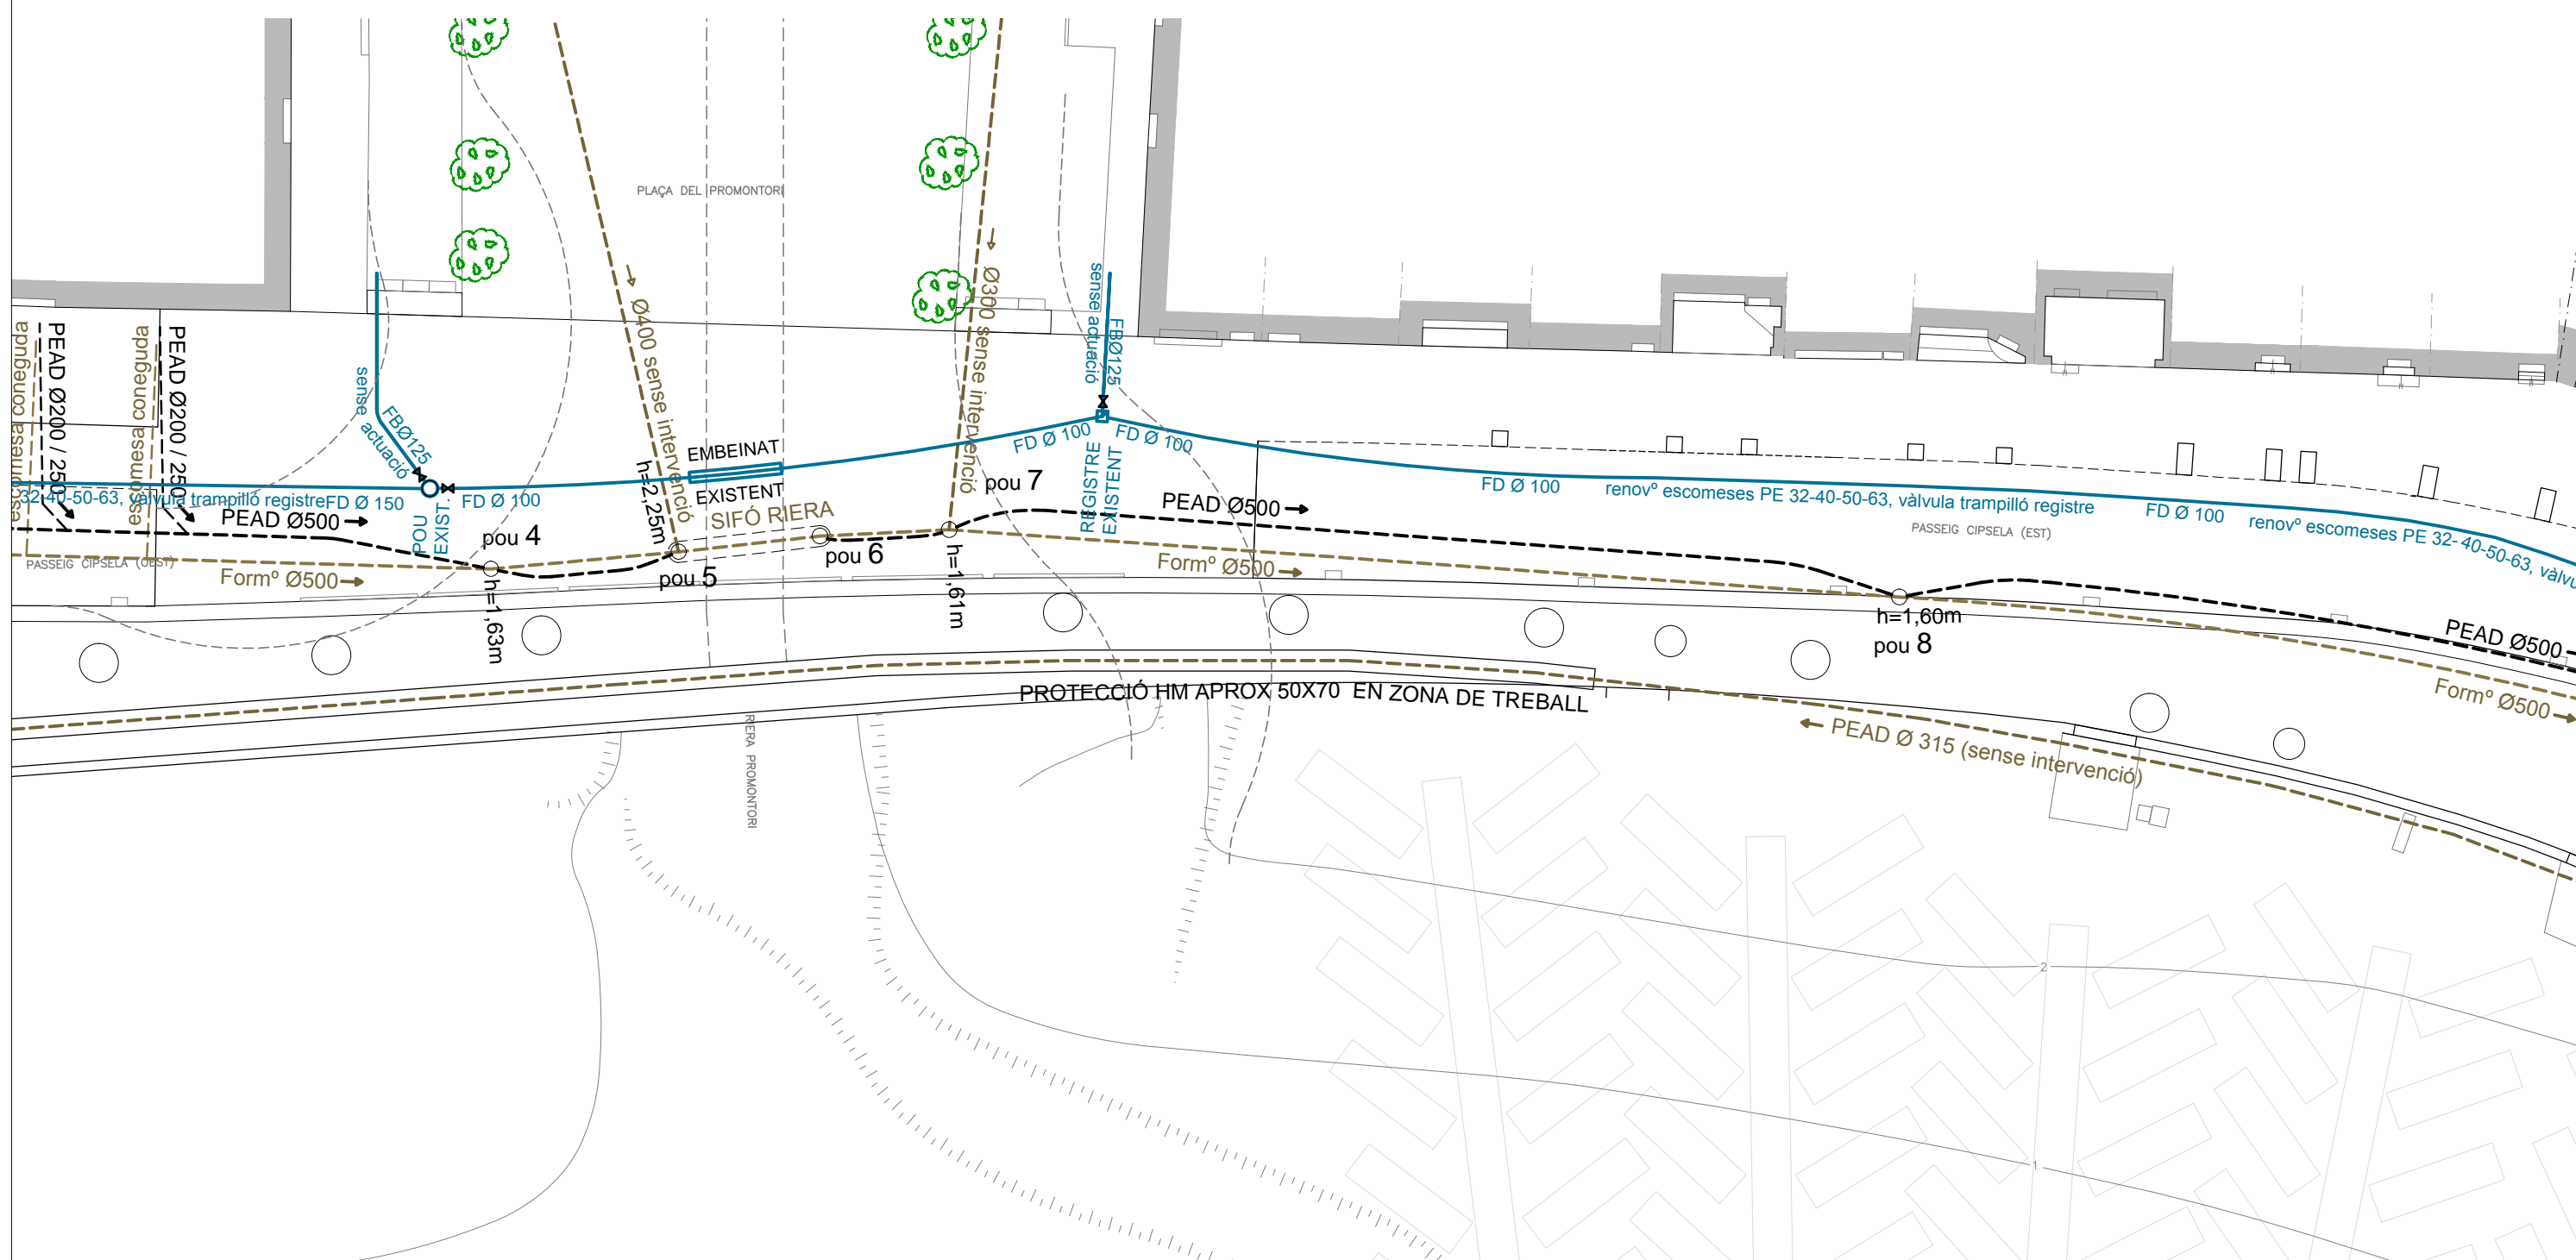 PLAÇA DEL PROMONTORI
Ø400 sense intervenció
Ø300 sense intervenció
sense actuació
FBØ125
escomesa coneguda
PEAD Ø200 / 250
escomesa coneguda
PEAD Ø200 / 250
sense actuació
FBØ125
32-40-50-63, vàlvula trampilló registre
FD Ø 150
FD Ø 100
POU
EXIST.
EMBEINAT
EXISTENT
SIFÓ RIERA
FD Ø 100
FD Ø 100
REGISTRE
EXISTENT
FD Ø 100
renovº escomeses PE 32-40-50-63, vàlvula trampilló registre
FD Ø 100
renovº escomeses PE 32-40-50-63, vàlvu
PASSEIG CIPSELA (EST)
PASSEIG CIPSELA (OEST)
PEAD Ø500
Formº Ø500
pou 4
h=1,63m
h=2,25m
pou 5
pou 6
pou 7
h=1,61m
PEAD Ø500
Formº Ø500
h=1,60m
pou 8
PEAD Ø500
Formº Ø500
PROTECCIÓ HM APROX 50X70 EN ZONA DE TREBALL
PEAD Ø 315 (sense intervenció)
RIERA PROMONTORI
2
1